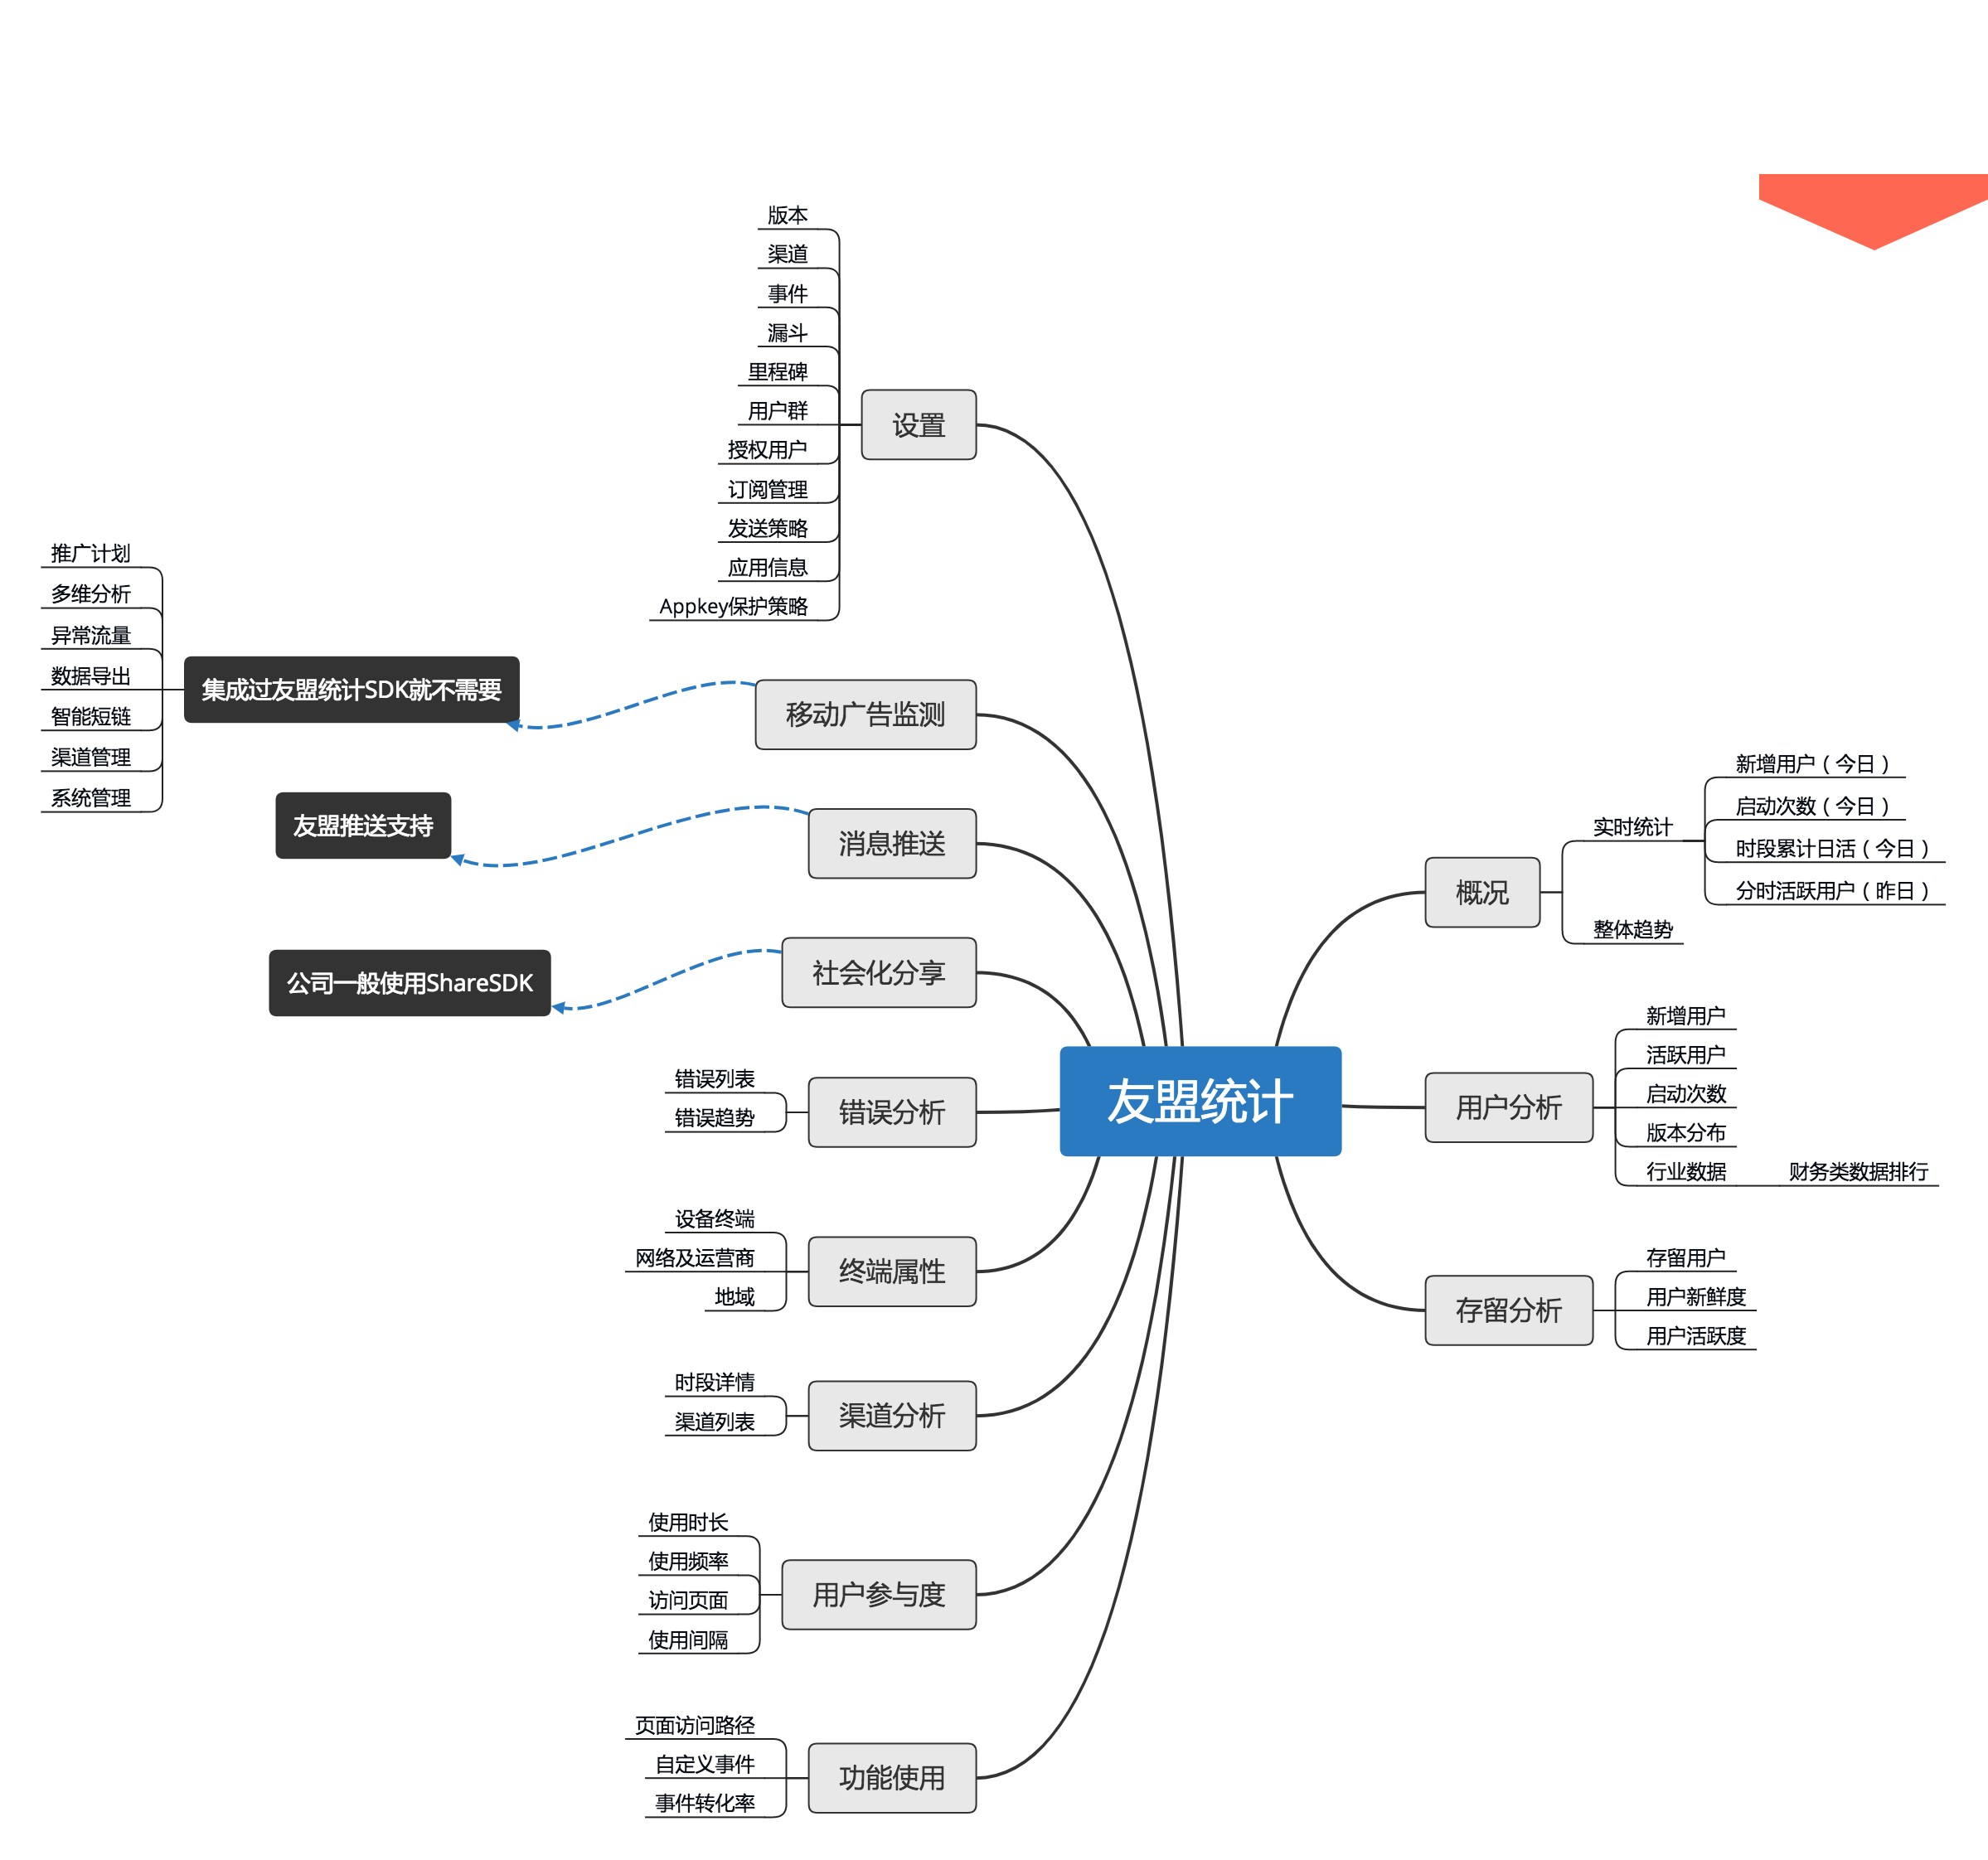 友盟统计
概况
实时统计
新增用户（今日）
启动次数（今日）
时段累计日活（今日）
分时活跃用户（昨日）
整体趋势
用户分析
新增用户
活跃用户
启动次数
版本分布
行业数据
财务类数据排行
存留分析
存留用户
用户新鲜度
用户活跃度
设置
版本
渠道
事件
漏斗
里程碑
用户群
授权用户
订阅管理
发送策略
应用信息
Appkey保护策略
移动广告监测
集成过友盟统计SDK就不需要
推广计划
多维分析
异常流量
数据导出
智能短链
渠道管理
系统管理
消息推送
友盟推送支持
社会化分享
公司一般使用ShareSDK
错误分析
错误列表
错误趋势
终端属性
设备终端
网络及运营商
地域
渠道分析
时段详情
渠道列表
用户参与度
使用时长
使用频率
访问页面
使用间隔
功能使用
页面访问路径
自定义事件
事件转化率